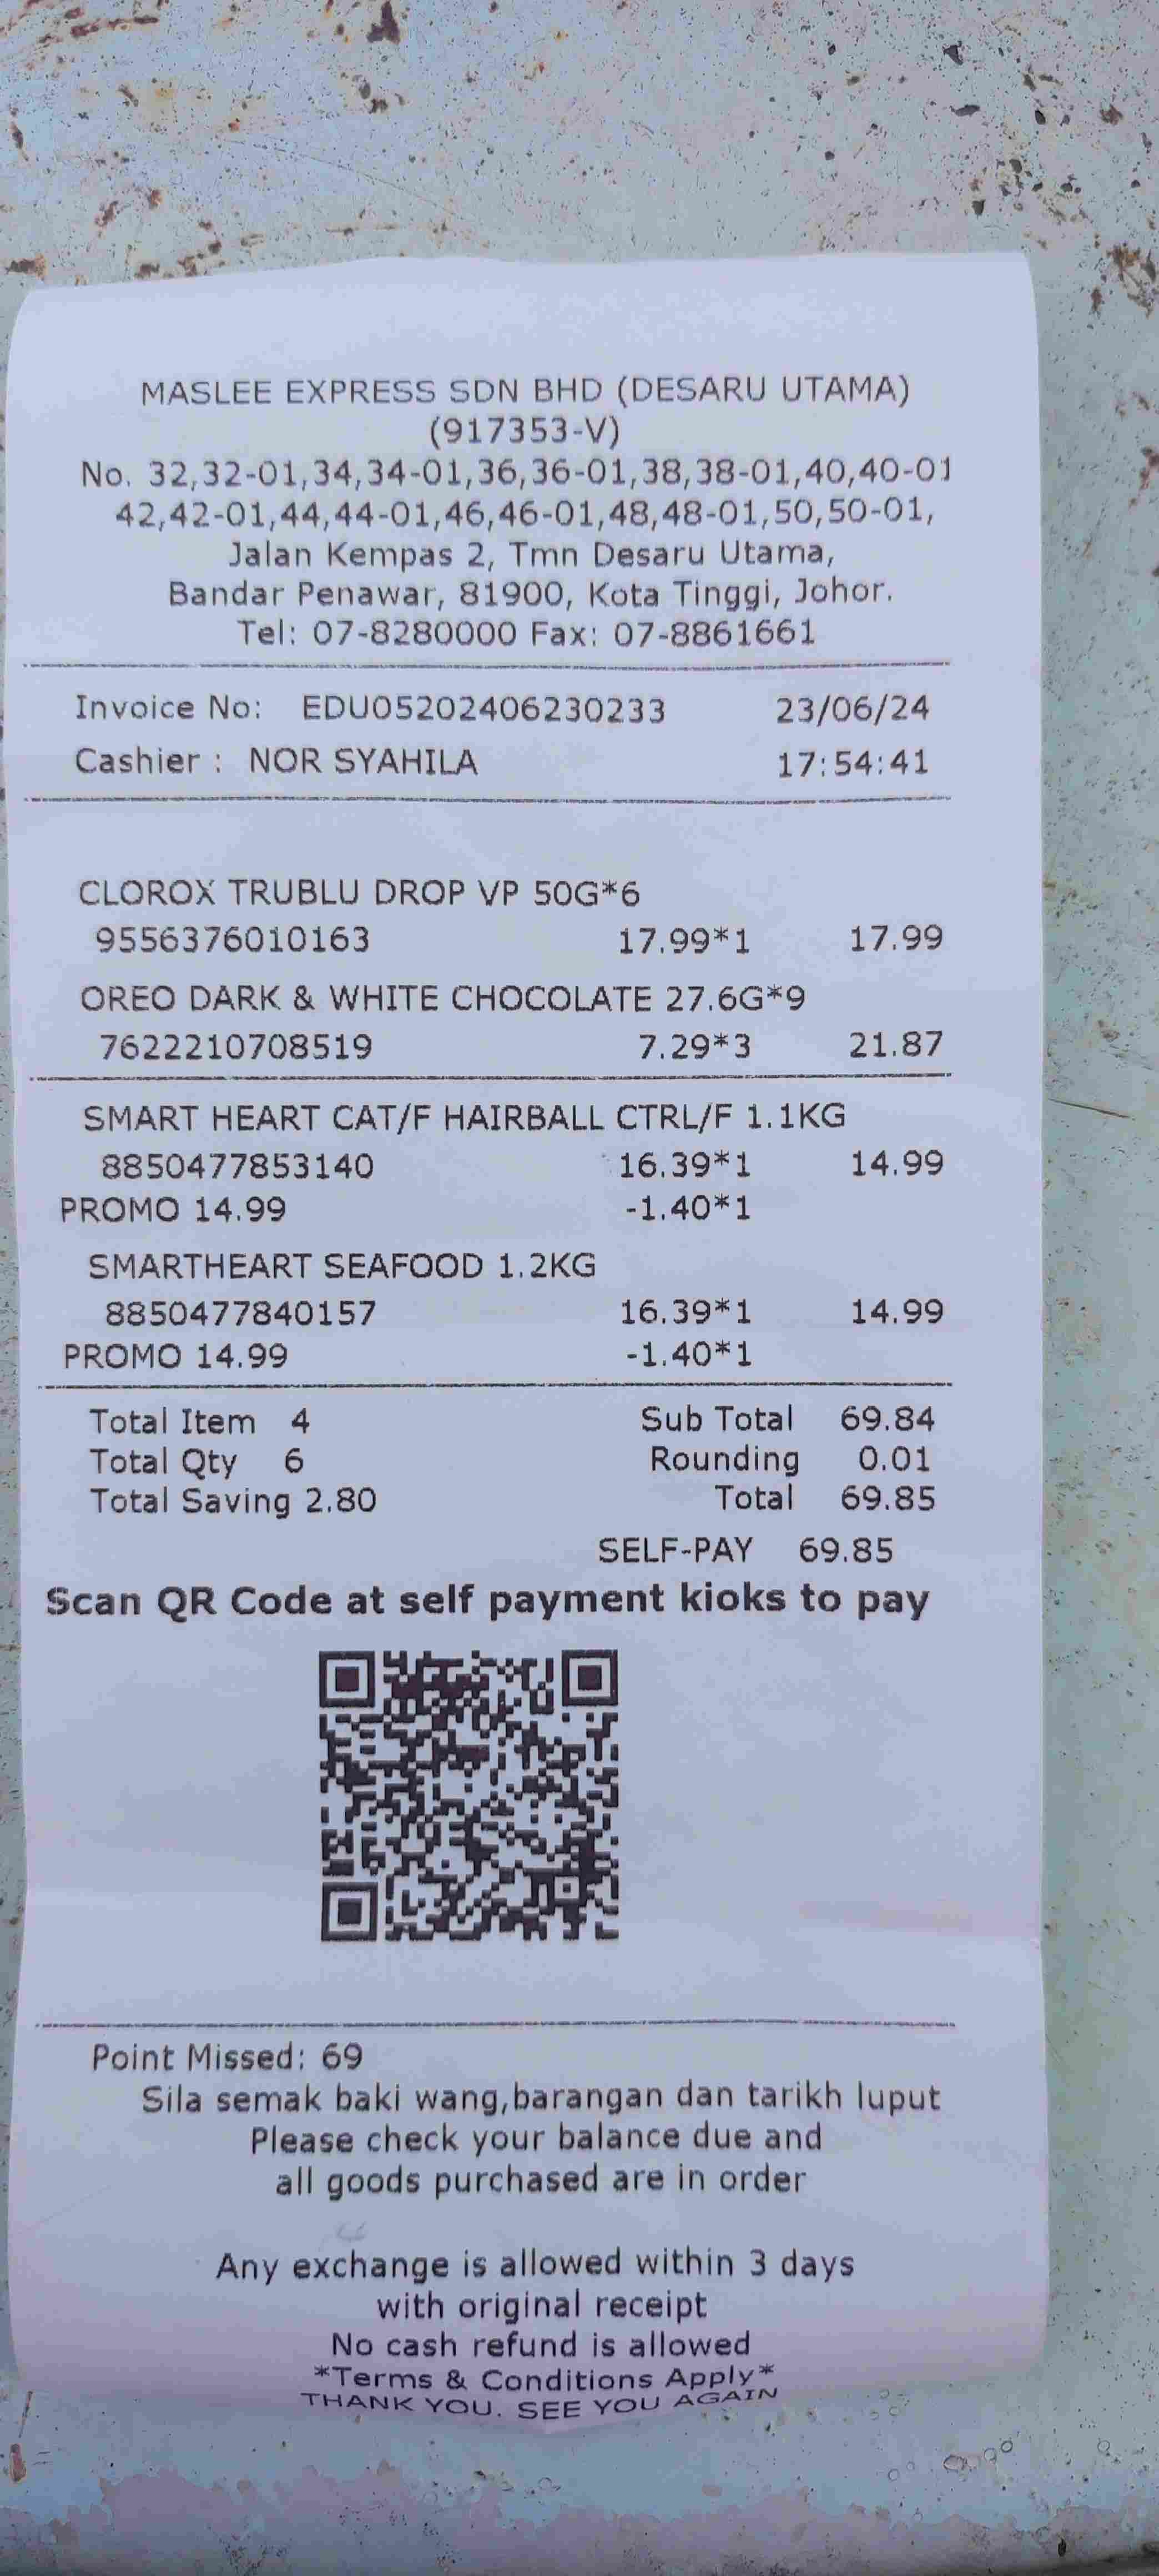 MASLEE EXPRESS SDN BHD (DESARU UTAMA)
(917353-V)
No. 32,32-01,34,34-01,36,36-01,38,38-01,40,40-01
42,42-01,44,44-01,46,46-01,48,48-01,50,50-01,
Jalan Kempas 2, Tmn Desaru Utama,
Bandar Penawar, 81900, Kota Tinggi, Johor.
Tel: 07-8280000 Fax: 07-8861661
Invoice No: EDU05202406230233 23/06/24
Cashier : NOR SYAHILA 17:54:41
CLOROX TRUBLU DROP VP 50G*6
9556376010163 17.99*1 17.99
OREO DARK & WHITE CHOCOLATE 27.6G*9
7622210708519 7.29*3 21.87
SMART HEART CAT/F HAIRBALL CTRL/F 1.1KG
8850477853140 16.39*1 14.99
PROMO 14.99 -1.40*1
SMARTHEART SEAFOOD 1.2KG
8850477840157 16.39*1 14.99
PROMO 14.99 -1.40*1
Total Item 4 Sub Total 69.84
Total Qty 6 Rounding 0.01
Total Saving 2.80 Total 69.85
SELF-PAY 69.85
Scan QR Code at self payment kioks to pay
Point Missed: 69
Sila semak baki wang,barangan dan tarikh luput
Please check your balance due and
all goods purchased are in order
Any exchange is allowed within 3 days
with original receipt
No cash refund is allowed
*Terms & Conditions Apply*
THANK YOU. SEE YOU AGAIN